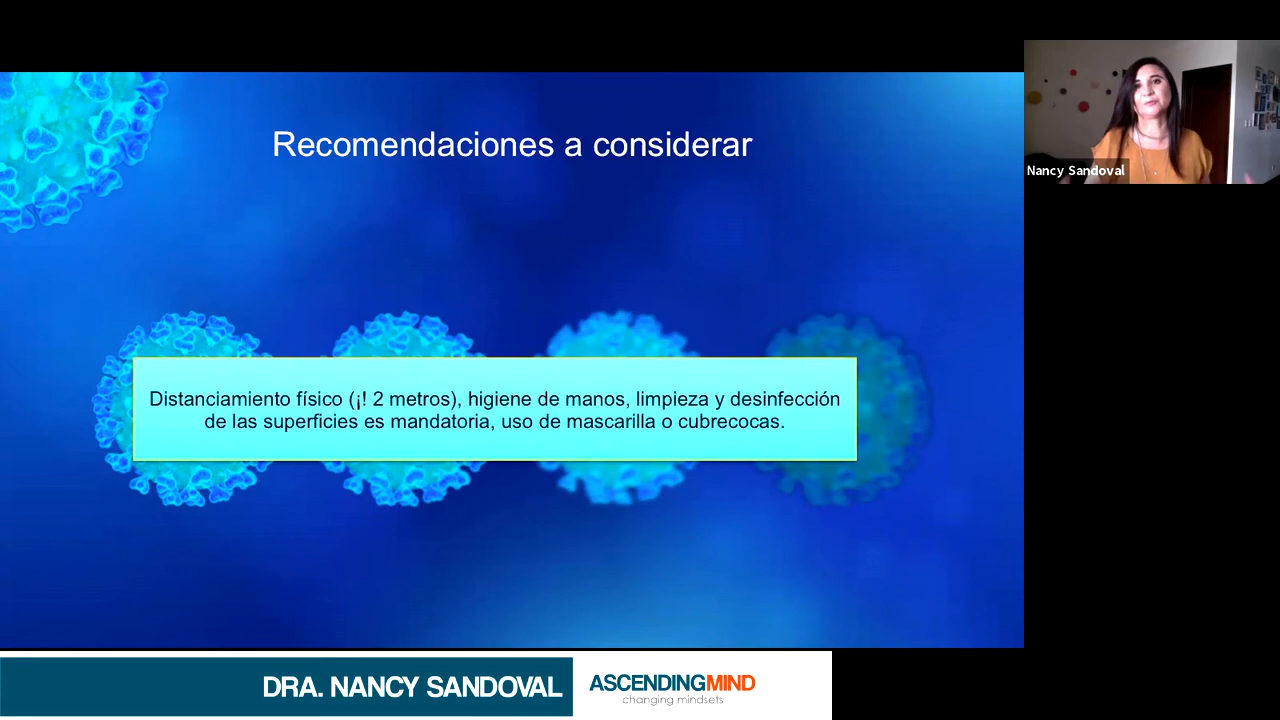 Recomendaciones a considerar
Distanciamiento físico (¡! 2 metros), higiene de manos, limpieza y desinfección
de las superficies es mandatoria, uso de mascarilla o cubrecocas.
Nancy Sandoval
DRA. NANCY SANDOVAL
ASCENDINGMIND
changing mindsets